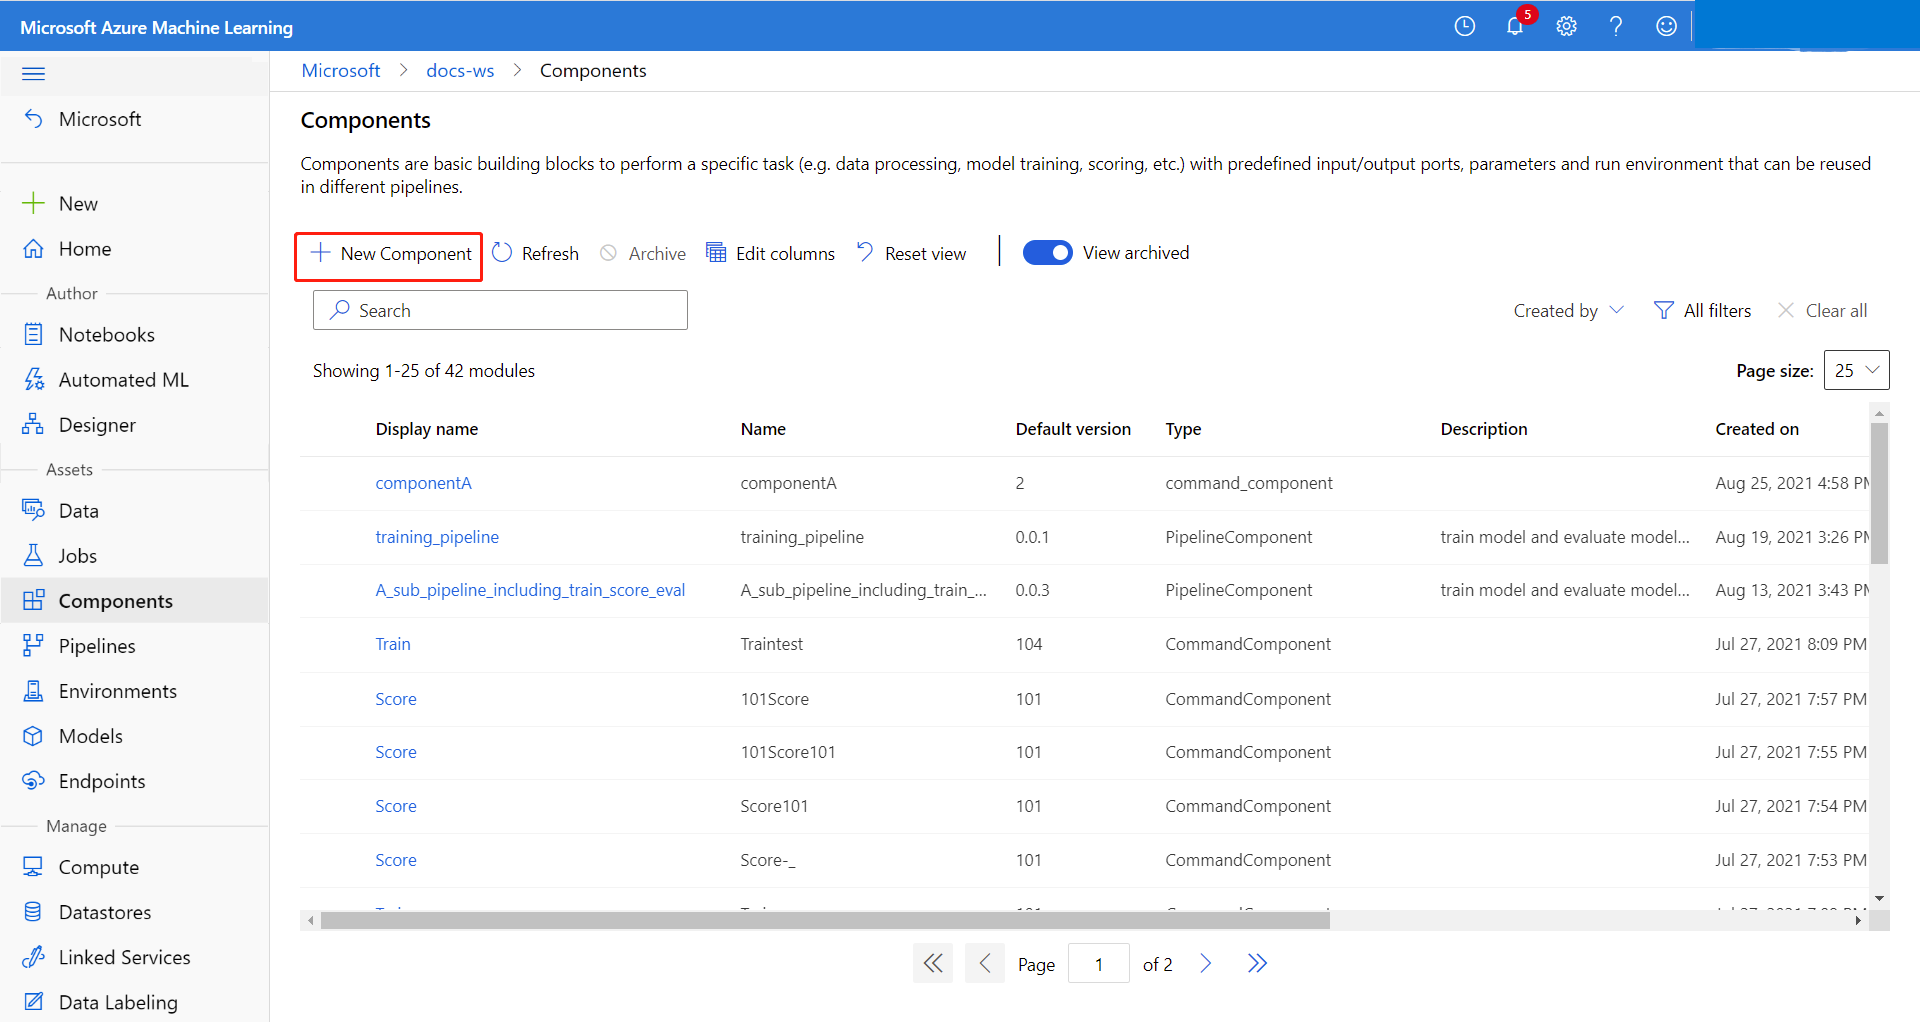 Microsoft Azure Machine Learning
5
Microsoft
New
Home
Author
Notebooks
Automated ML
Designer
Assets
Data
Jobs
Components
Pipelines
Environments
Models
Endpoints
Manage
Compute
Datastores
Linked Services
Data Labeling
Microsoft > docs-ws > Components
Components
Components are basic building blocks to perform a specific task (e.g. data processing, model training, scoring, etc.) with predefined input/output ports, parameters and run environment that can be reused
in different pipelines.
New Component Refresh Archive Edit columns Reset view View archived
Search
Created by All filters Clear all
Showing 1-25 of 42 modules
Page size: 25
Display name Name Default version Type Description Created on
componentA componentA 2 command_component Aug 25, 2021 4:58 PM
training_pipeline training_pipeline 0.0.1 PipelineComponent train model and evaluate model... Aug 19, 2021 3:26 PM
A_sub_pipeline_including_train_score_eval A_sub_pipeline_including_train_... 0.0.3 PipelineComponent train model and evaluate model... Aug 13, 2021 3:43 PM
Train Traintest 104 CommandComponent Jul 27, 2021 8:09 PM
Score 101Score 101 CommandComponent Jul 27, 2021 7:57 PM
Score 101Score101 101 CommandComponent Jul 27, 2021 7:55 PM
Score Score101 101 CommandComponent Jul 27, 2021 7:54 PM
Score Score-_ 101 CommandComponent Jul 27, 2021 7:53 PM
Page 1 of 2